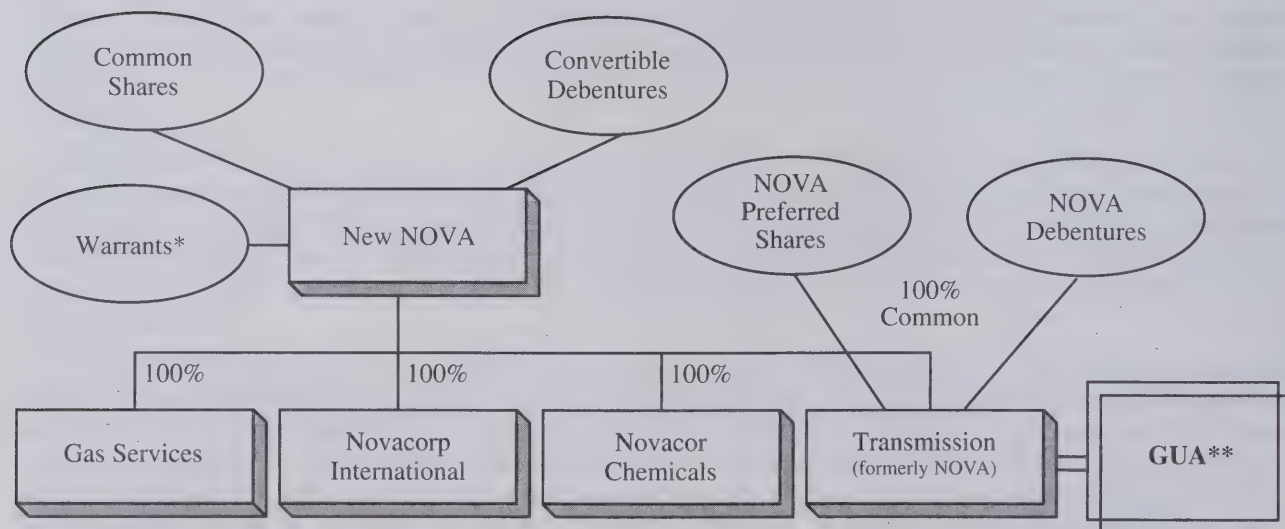 Common
Shares
Convertible
Debentures
Warrants*
New NOVA
NOVA
Preferred
Shares
NOVA
Debentures
100%
Common
100%
100%
100%
Gas Services
Novacorp
International
Novacor
Chemicals
Transmission
(formerly NOVA)
GUA**